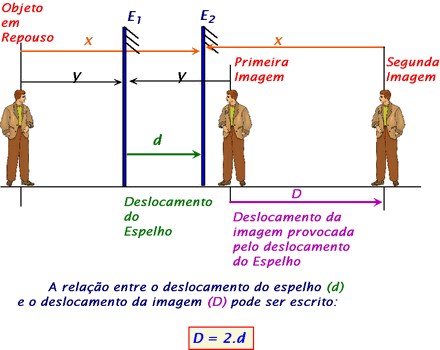 Objeto
em
Repouso
E1
E2
x
x
y
y
Primeira
Imagem
Segunda
Imagem
d
D
Deslocamento
do
Espelho
Deslocamento da
imagem provocada
pelo deslocamento
do Espelho
A relação entre o deslocamento do espelho (d)
e o deslocamento da imagem (D) pode ser escrito:
D = 2.d